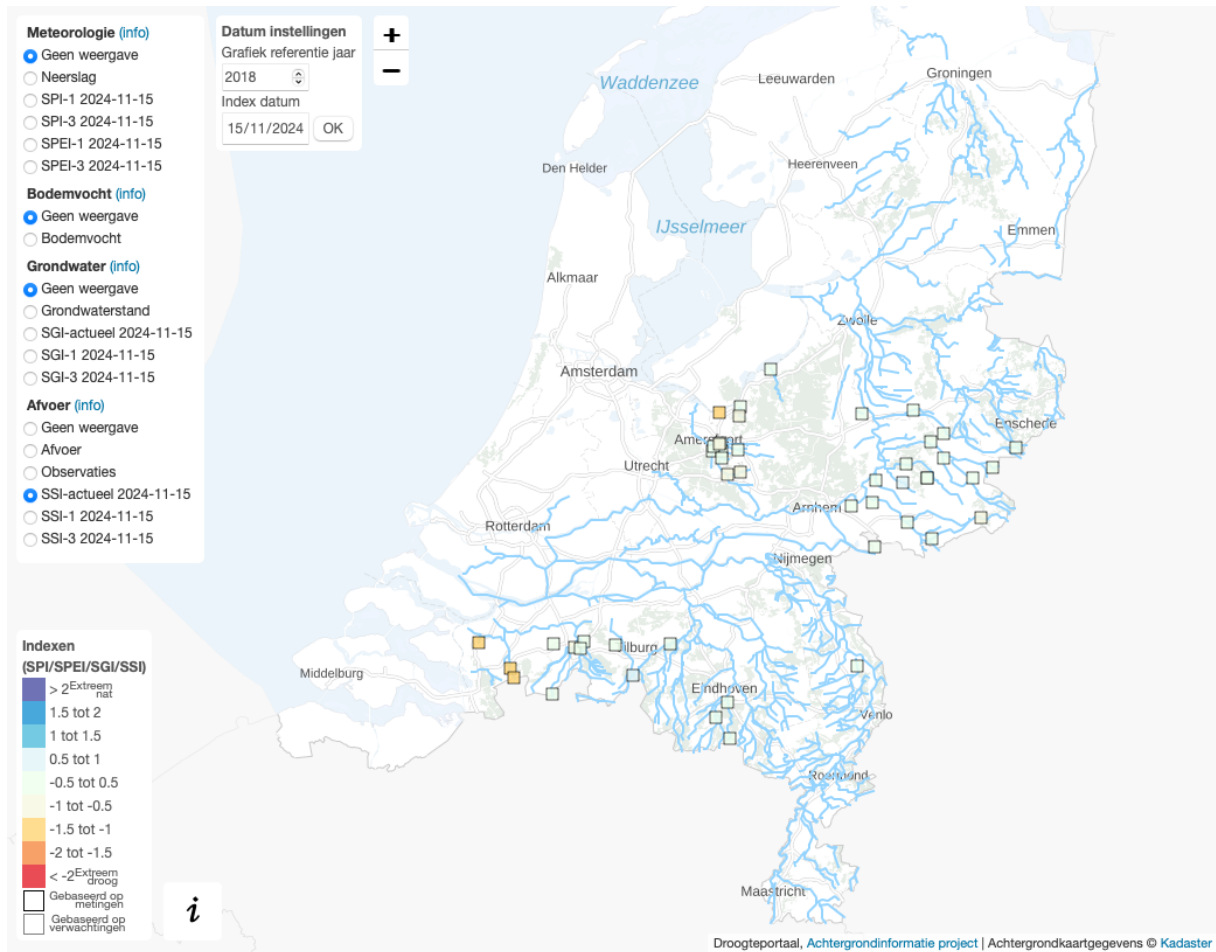 Meteorologie (info)
Geen weergave
Neerslag
SPI-1 2024-11-15
SPI-3 2024-11-15
SPEI-1 2024-11-15
SPEI-3 2024-11-15
Bodemvocht (info)
Geen weergave
Bodemvocht
Grondwater (info)
Geen weergave
Grondwaterstand
SGI-actueel 2024-11-15
SGI-1 2024-11-15
SGI-3 2024-11-15
Afvoer (info)
Geen weergave
Afvoer
Observaties
SSI-actueel 2024-11-15
SSI-1 2024-11-15
SSI-3 2024-11-15
Datum instellingen
Grafiek referentie jaar
2018
Index datum
15/11/2024 OK
+
−
Waddenzee
Leeuwarden
Groningen
Den Helder
Heerenveen
IJsselmeer
Emmen
Alkmaar
Zwolle
Amsterdam
Enschede
Amersfoort
Utrecht
Arnhem
Rotterdam
Nijmegen
Tilburg
Middelburg
Eindhoven
Venlo
Roermond
Maastricht
Indexen
(SPI/SPEI/SGI/SSI)
> 2 Extreem nat
1.5 tot 2
1 tot 1.5
0.5 tot 1
-0.5 tot 0.5
-1 tot -0.5
-1.5 tot -1
-2 tot -1.5
< -2 Extreem droog
Gebaseerd op metingen
Gebaseerd op verwachtingen
i
Droogteportaal, Achtergrondinformatie project | Achtergrondkaartgegevens © Kadaster